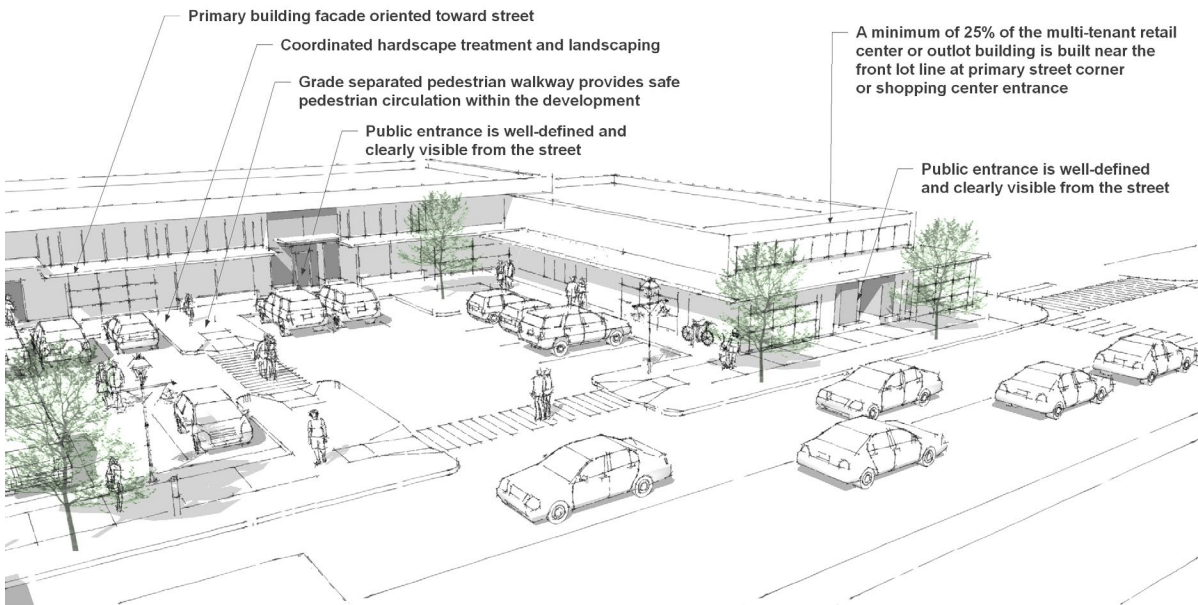 Primary building facade oriented toward street
Coordinated hardscape treatment and landscaping
Grade separated pedestrian walkway provides safe
pedestrian circulation within the development
Public entrance is well-defined and
clearly visible from the street
A minimum of 25% of the multi-tenant retail
center or outlot building is built near the
front lot line at primary street corner
or shopping center entrance
Public entrance is well-defined
and clearly visible from the street